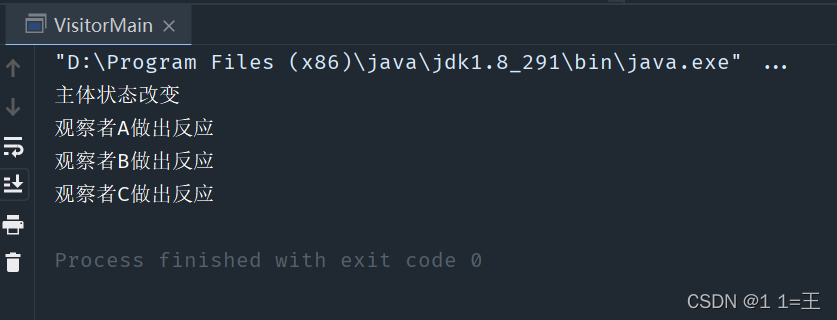 VisitorMain
"D:\Program Files (x86)\java\jdk1.8_291\bin\java.exe" ...
主体状态改变
观察者A做出反应
观察者B做出反应
观察者C做出反应
Process finished with exit code 0
CSDN @1 1=王